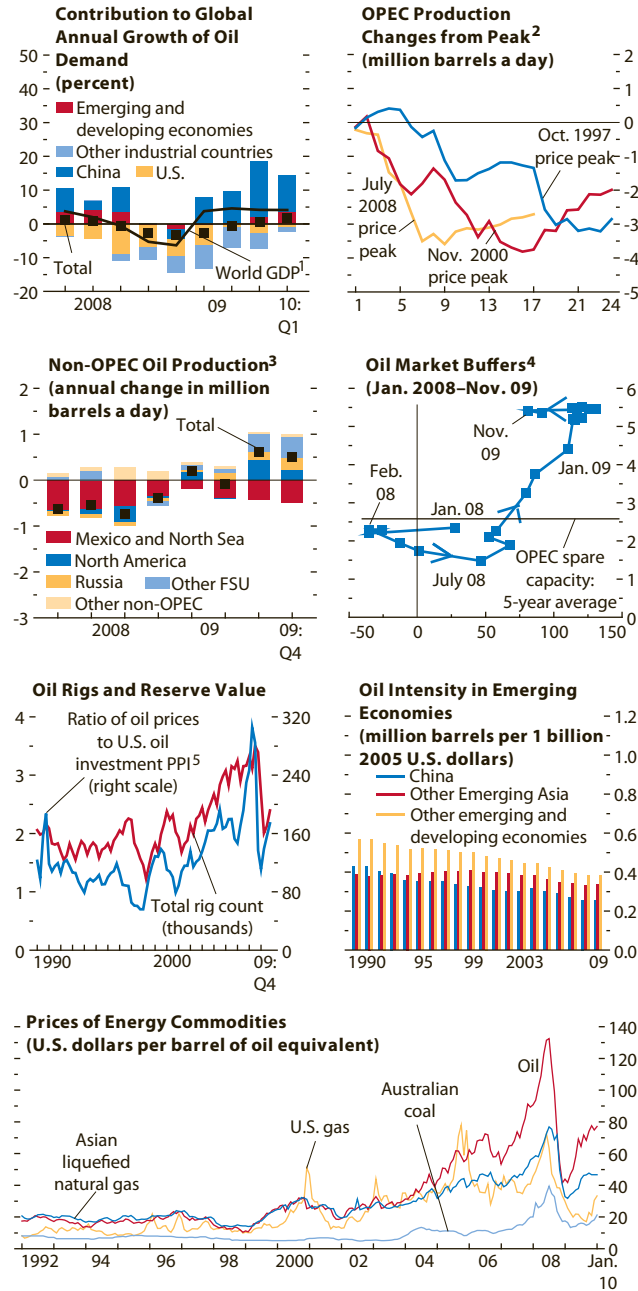 Contribution to Global
Annual Growth of Oil
Demand
(percent)
50
40
30
20
10
0
-10
-20
Emerging and
developing economies
Other industrial countries
China
U.S.
Total
World GDP1
2008
09
10:
Q1
OPEC Production
Changes from Peak2
(million barrels a day)
2
1
0
-1
-2
-3
-4
-5
Oct. 1997
price peak
July
2008
price
peak
Nov. 2000
price peak
1
5
9
13
17
21
24
Non-OPEC Oil Production3
(annual change in million
barrels a day)
2
1
0
-1
-2
-3
Total
Mexico and North Sea
North America
Russia
Other FSU
Other non-OPEC
2008
09
09:
Q4
Oil Market Buffers4
(Jan. 2008–Nov. 09)
6
5
4
3
2
1
0
Nov.
09
Jan. 09
Feb.
08
Jan. 08
July 08
OPEC spare
capacity:
5-year average
-50
0
50
100
150
Oil Rigs and Reserve Value
4
3
2
1
0
320
280
240
200
160
120
80
40
0
Ratio of oil prices
to U.S. oil
investment PPI5
(right scale)
Total rig count
(thousands)
1990
2000
09:
Q4
Oil Intensity in Emerging
Economies
(million barrels per 1 billion
2005 U.S. dollars)
China
Other Emerging Asia
Other emerging and
developing economies
1.2
1.0
0.8
0.6
0.4
0.2
0.0
1990
95
99
2003
09
Prices of Energy Commodities
(U.S. dollars per barrel of oil equivalent)
140
120
100
80
60
40
20
0
Oil
Australian
coal
U.S. gas
Asian
liquefied
natural gas
1992
94
96
98
2000
02
04
06
08
Jan.
10